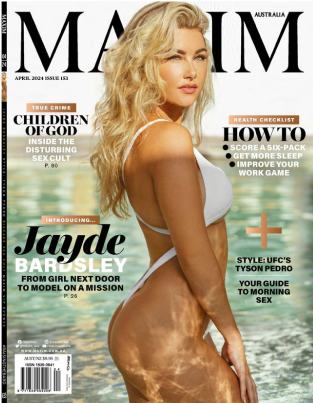 MAXIM
AUSTRALIA
APRIL 2024 ISSUE 153
TRUE CRIME
CHILDREN
OF GOD
INSIDE THE
DISTURBING
SEX CULT
P. 80
HEALTH CHECKLIST
HOW TO
● SCORE A SIX-PACK
● GET MORE SLEEP
● IMPROVE YOUR
WORK GAME
INTRODUCING...
Jayde
BARDSLEY
FROM GIRL NEXT DOOR
TO MODEL ON A MISSION
P. 26
+
STYLE: UFC'S
TYSON PEDRO
YOUR GUIDE
TO MORNING
SEX